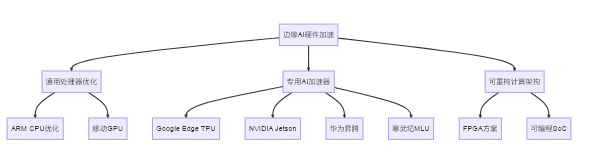 边缘AI硬件加速
通用处理器优化
专用AI加速器
可重构计算架构
ARM CPU优化
移动GPU
Google Edge TPU
NVIDIA Jetson
华为昇腾
寒武纪MLU
FPGA方案
可编程SoC